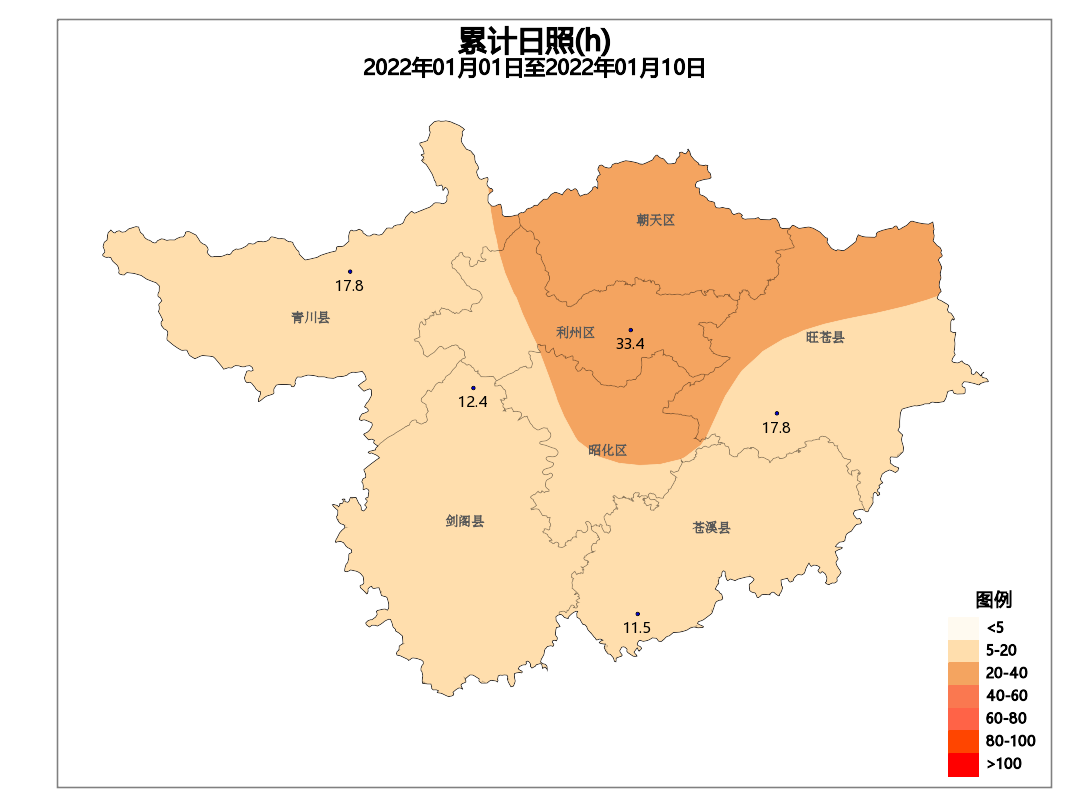 累计日照(h)
2022年01月01日至2022年01月10日
朝天区
17.8
青川县
利州区
33.4
旺苍县
12.4
17.8
昭化区
剑阁县
苍溪县
11.5
图例
<5
5-20
20-40
40-60
60-80
80-100
>100